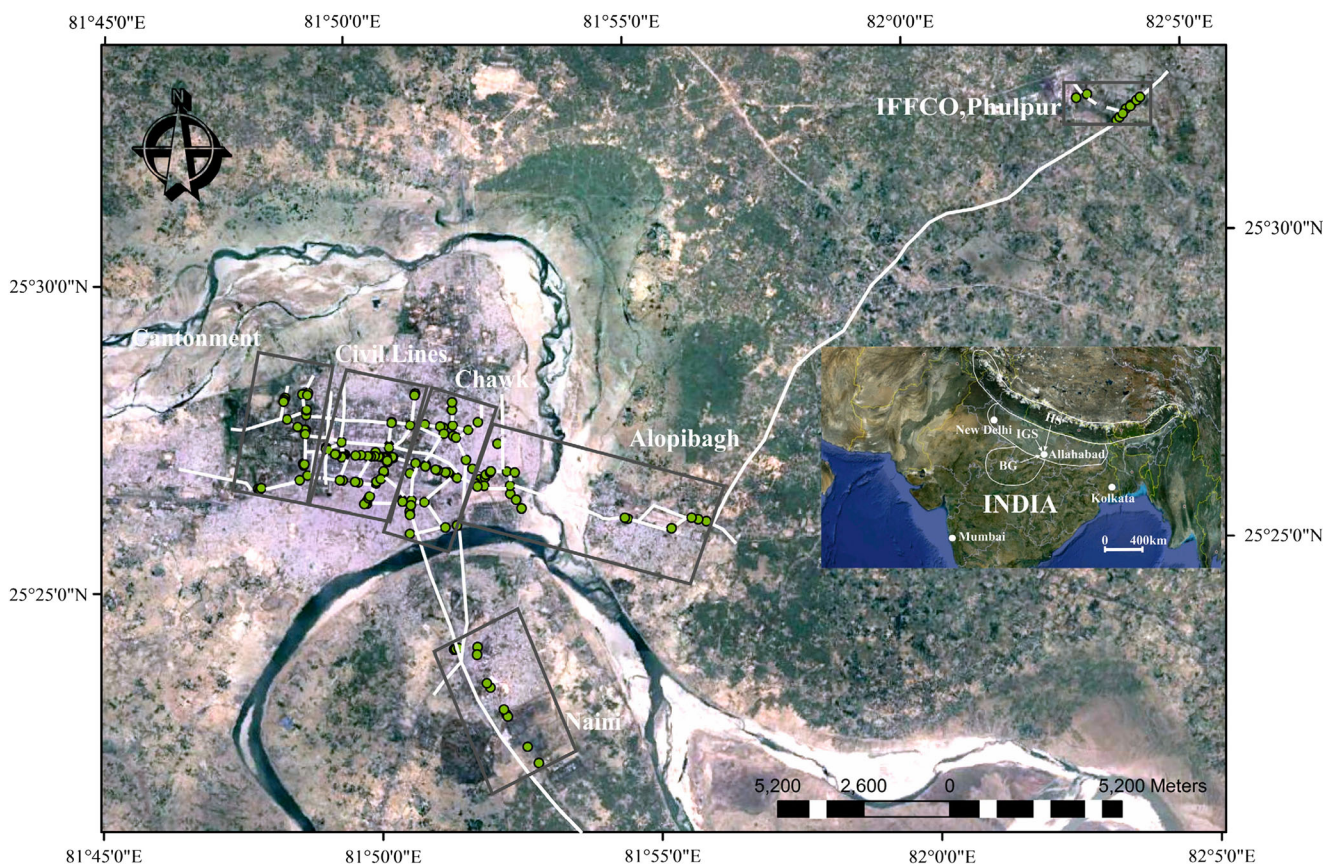 81°45'0"E 81°50'0"E 81°55'0"E 82°0'0"E 82°5'0"E
N
IFFCO,Phulpur
25°30'0"N
25°30'0"N
Cantonment
Civil Lines
Chawk
HS
New Delhi
IGS
Allahabad
BG
Alopibagh
INDIA
Kolkata
Mumbai
0 400km
25°25'0"N
25°25'0"N
Naini
5,200 2,600 0 5,200 Meters
81°45'0"E 81°50'0"E 81°55'0"E 82°0'0"E 82°5'0"E